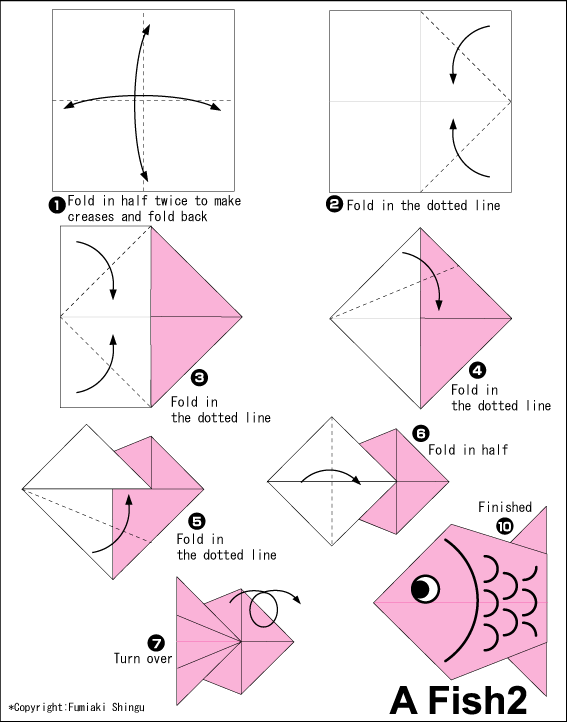 1 Fold in half twice to make
creases and fold back
2 Fold in the dotted line
3
Fold in
the dotted line
4
Fold in
the dotted line
5
Fold in
the dotted line
6
Fold in half
7
Turn over
Finished
10
*Copyright:Fumiaki Shingu
A Fish2